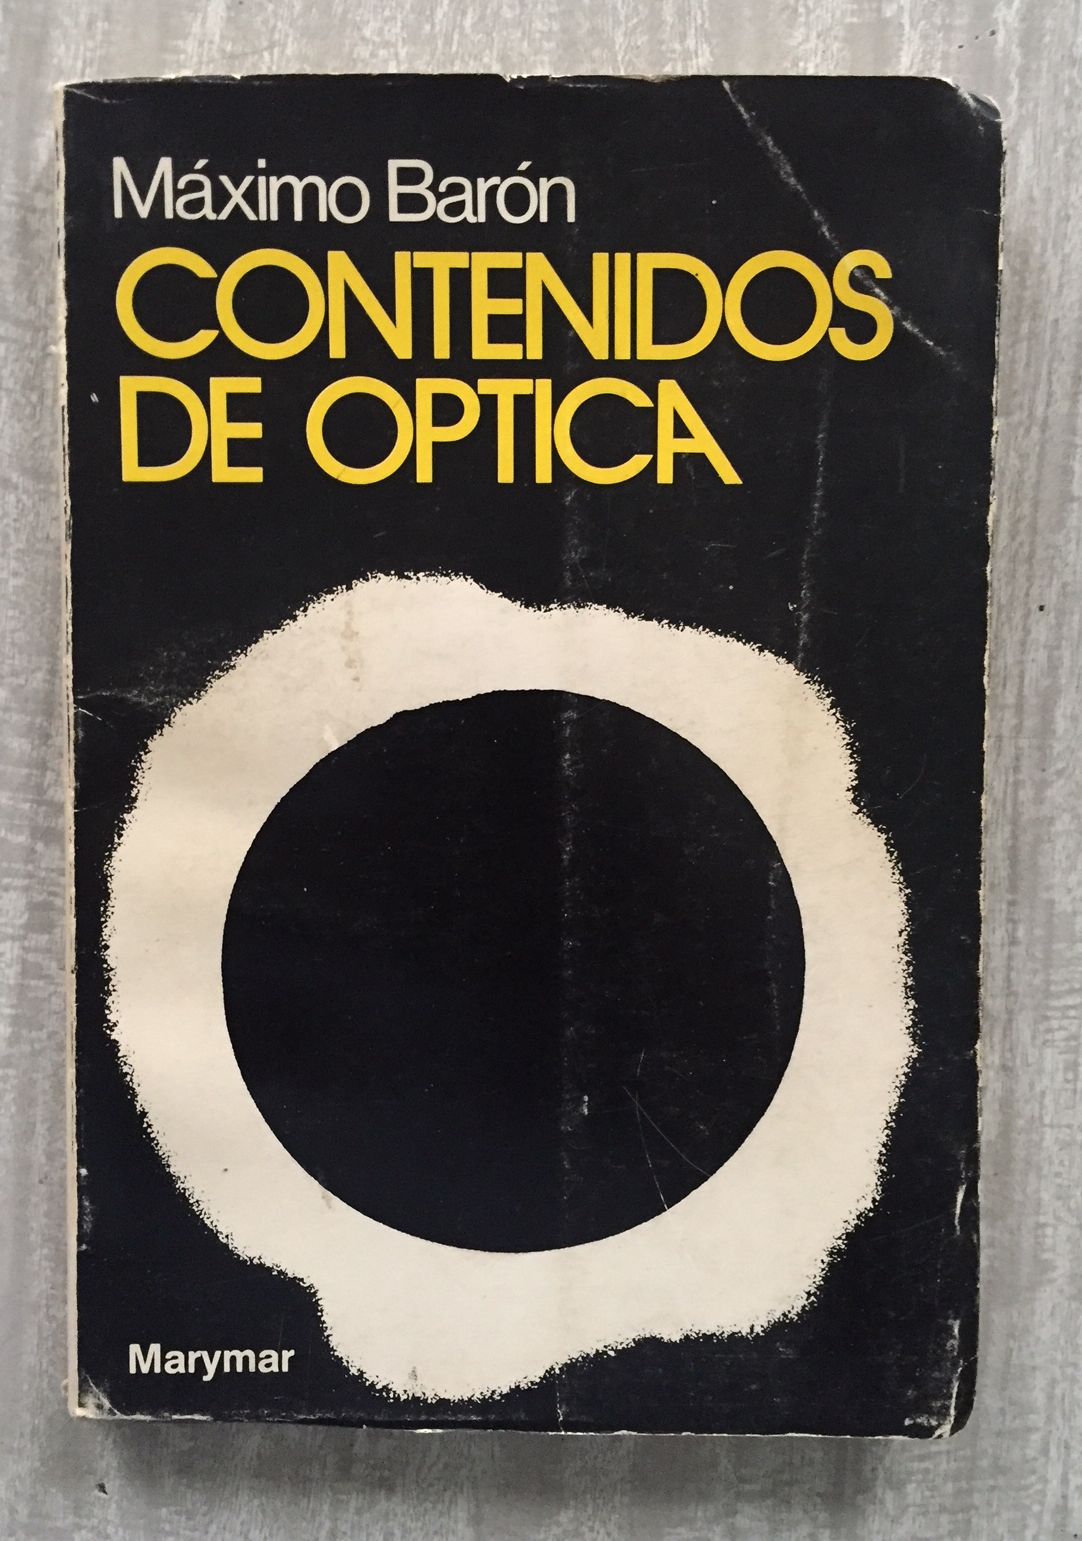 Máximo Barón
CONTENIDOS
DE OPTICA
Marymar